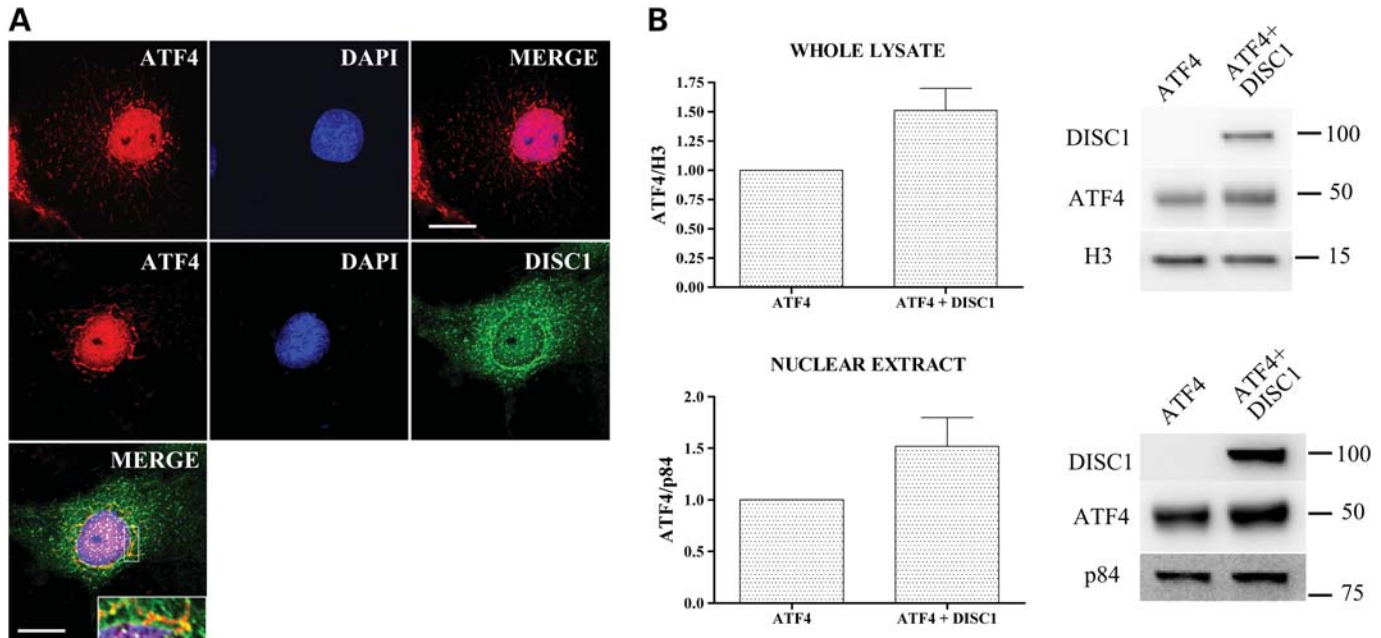 A
ATF4
DAPI
MERGE
ATF4
DAPI
DISC1
MERGE
B
WHOLE LYSATE
ATF4/H3
1.75
1.50
1.25
1.00
0.75
0.50
0.25
0.00
ATF4
ATF4 + DISC1
ATF4
ATF4+
DISC1
DISC1
100
ATF4
50
H3
15
NUCLEAR EXTRACT
ATF4/p84
2.0
1.5
1.0
0.5
0.0
ATF4
ATF4 + DISC1
ATF4
ATF4+
DISC1
DISC1
100
ATF4
50
p84
75